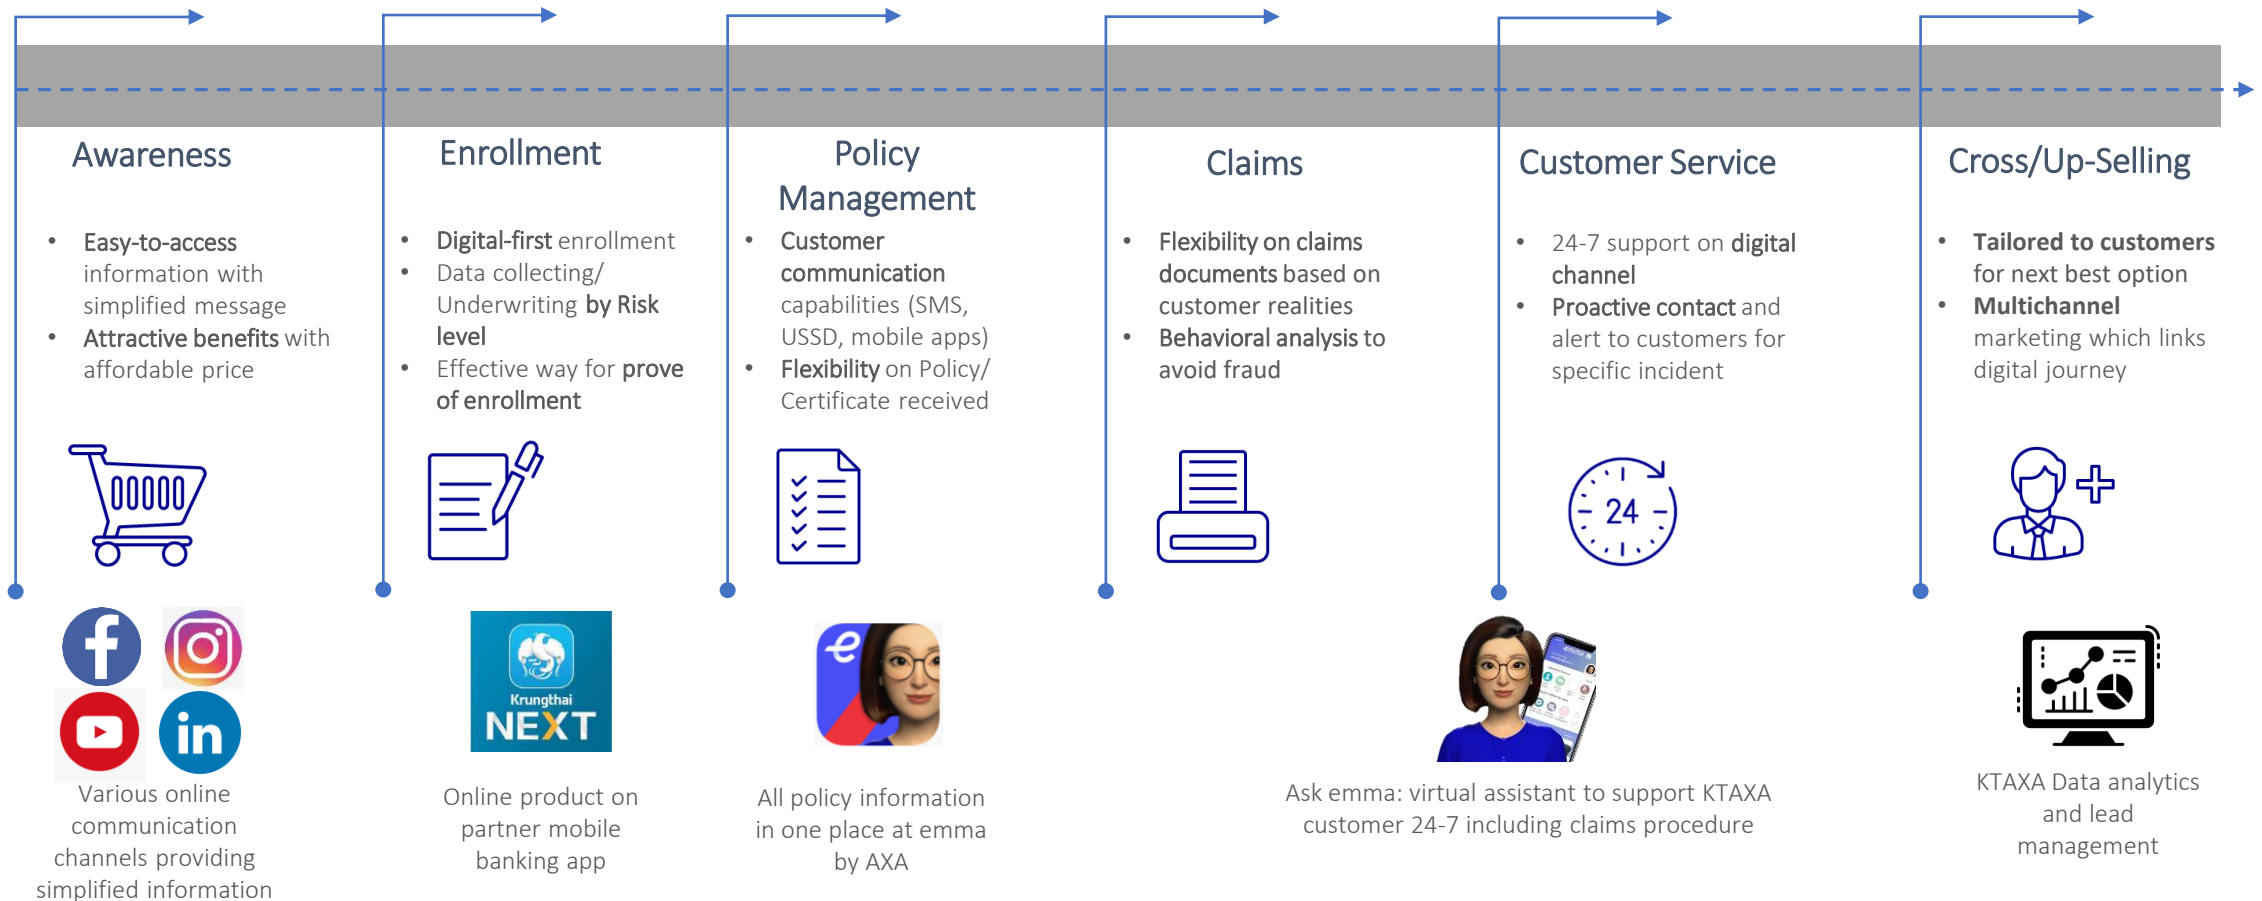 Awareness
• Easy-to-access
information with
simplified message
• Attractive benefits with
affordable price
Various online
communication
channels providing
simplified information
Enrollment
• Digital-first enrollment
• Data collecting/
Underwriting by Risk
level
• Effective way for prove
of enrollment
Krungthai
NEXT
Online product on
partner mobile
banking app
Policy
Management
• Customer
communication
capabilities (SMS,
USSD, mobile apps)
• Flexibility on Policy/
Certificate received
e
All policy information
in one place at emma
by AXA
Claims
• Flexibility on claims
documents based on
customer realities
• Behavioral analysis to
avoid fraud
Customer Service
• 24-7 support on digital
channel
• Proactive contact and
alert to customers for
specific incident
24
Ask emma: virtual assistant to support KTAXA
customer 24-7 including claims procedure
Cross/Up-Selling
• Tailored to customers
for next best option
• Multichannel
marketing which links
digital journey
KTAXA Data analytics
and lead
management
f
in